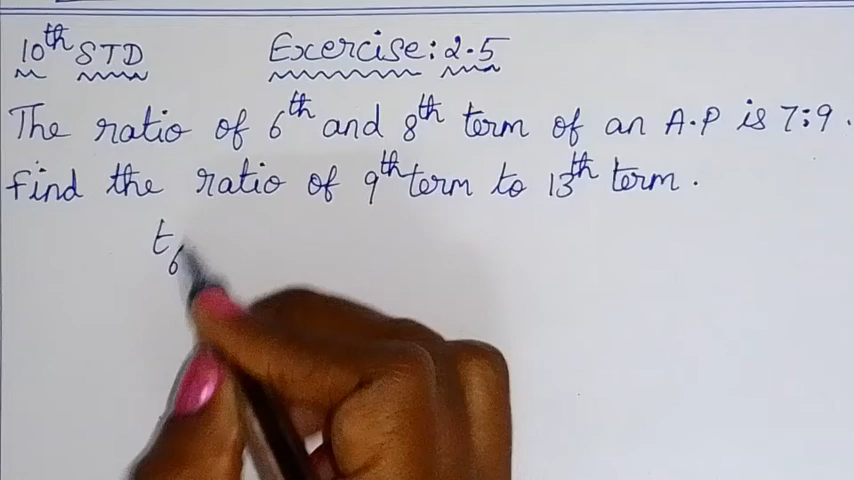 10th STD Exercise: 2.5
The ratio of 6th and 8th term of an A.P is 7:9.
Find the ratio of 9th term to 13th term.
t6